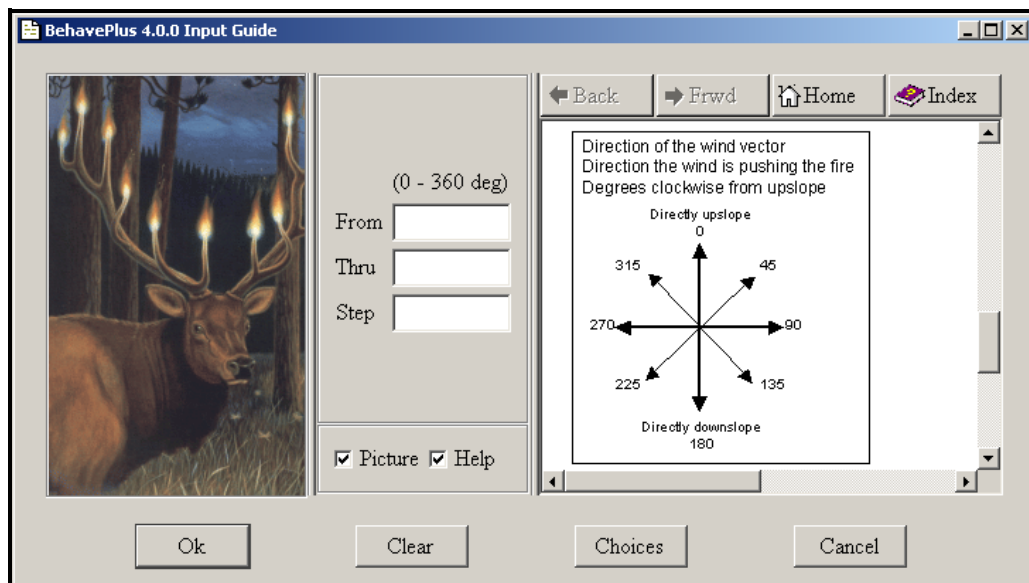 BehavePlus 4.0.0 Input Guide
(0 - 360 deg)
From
Thru
Step
Picture Help
Back Frwd Home Index
Direction of the wind vector
Direction the wind is pushing the fire
Degrees clockwise from upslope
Directly upslope
0
315 45
270 90
225 135
Directly downslope
180
Ok Clear Choices Cancel